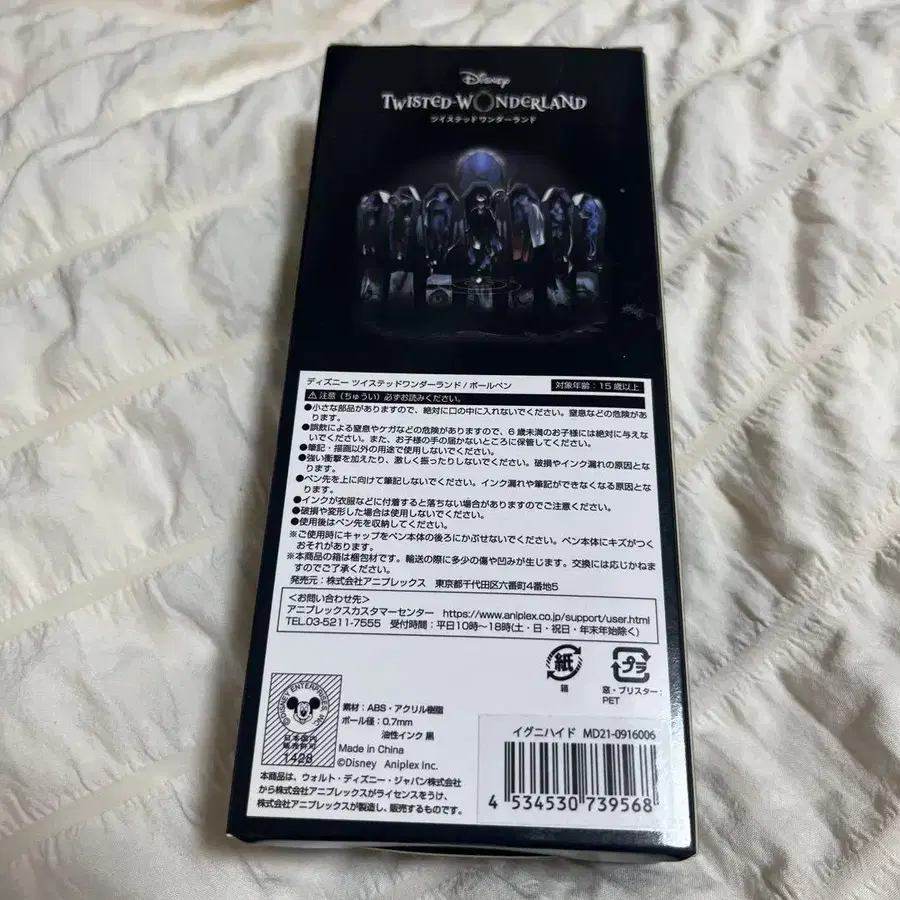 Disney
TWISTED-WONDERLAND
ツイステッドワンダーランド
ディズニー ツイステッドワンダーランド / ボールペン
対象年齢：15歳以上
⚠注意（ちゅうい）必ずお読みください。
●小さな部品がありますので、絶対に口の中に入れないでください。窒息などの危険があ
ります。
●誤飲による窒息やケガなどの危険がありますので、6歳未満のお子様には絶対に与えな
いでください。また、お子様の手の届かないところに保管してください。
●筆記・描画以外の用途で使用しないでください。
●強い衝撃を加えたり、激しく振ったりしないでください。破損やインク漏れの原因とな
ります。
●ペン先を上に向けて筆記しないでください。インク漏れや筆記ができなくなる原因とな
ります。
●インクが衣服などに付着すると落ちない場合がありますのでご注意ください。
●破損や変形した場合は使用しないでください。
●使用後はペン先を収納してください。
※ご使用時にキャップをペン本体の後ろにかぶせないでください。ペン本体にキズがつく
おそれがあります。
※本商品の箱は梱包材です。輸送の際に多少の傷や凹みが生じます。交換には応じかねま
すのでご了承ください。
発売元：株式会社アニプレックス 東京都千代田区六番町4番地5
＜お問い合わせ先＞
アニプレックスカスタマーセンター https://www.aniplex.co.jp/support/user.html
TEL.03-5211-7555 受付時間：平日10時～18時(土・日・祝日・年末年始除く)
紙
箱
プラ
窓・ブリスター：
PET
©DISNEY ENTERPRISES INC.
日本国内
販売許可
1428
素材：ABS・アクリル樹脂
ボール径：0.7mm
油性インク 黒
Made in China
©Disney Aniplex Inc.
本商品は、ウォルト・ディズニー・ジャパン株式会社
から株式会社アニプレックスがライセンスをうけ、
株式会社アニプレックスが製造し、販売するものです。
イグニハイド MD21-0916006
4 534530 739568